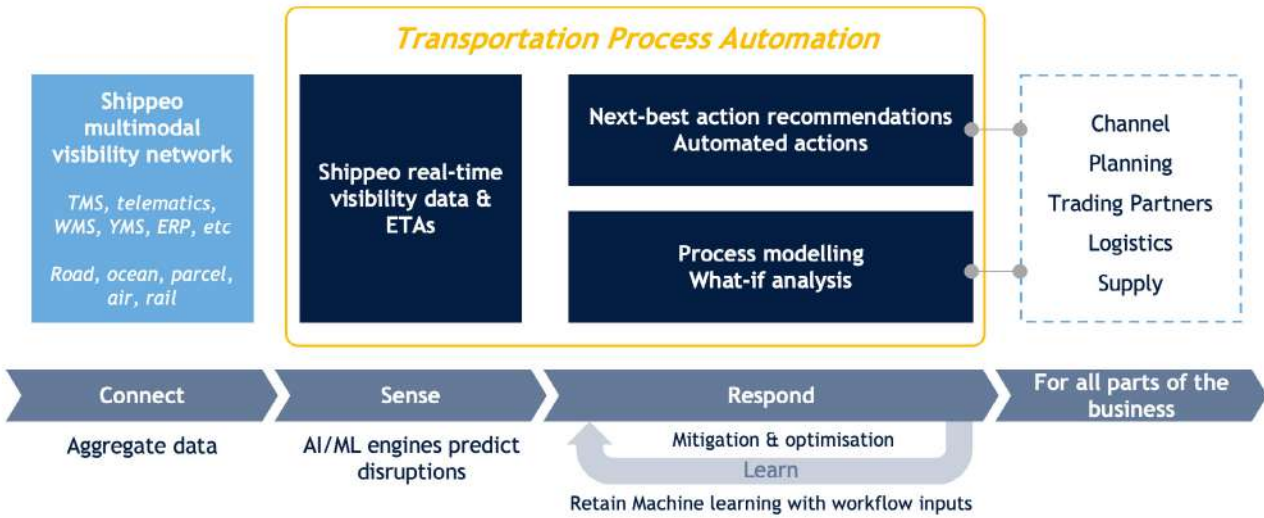 Transportation Process Automation
Shippeo
multimodal
visibility network
TMS, telematics,
WMS, YMS, ERP, etc
Road, ocean, parcel,
air, rail
Shippeo real-time
visibility data &
ETAs
Next-best action recommendations
Automated actions
Process modelling
What-if analysis
Channel
Planning
Trading Partners
Logistics
Supply
Connect
Sense
Respond
For all parts of the
business
Aggregate data
AI/ML engines predict
disruptions
Mitigation & optimisation
Learn
Retain Machine learning with workflow inputs